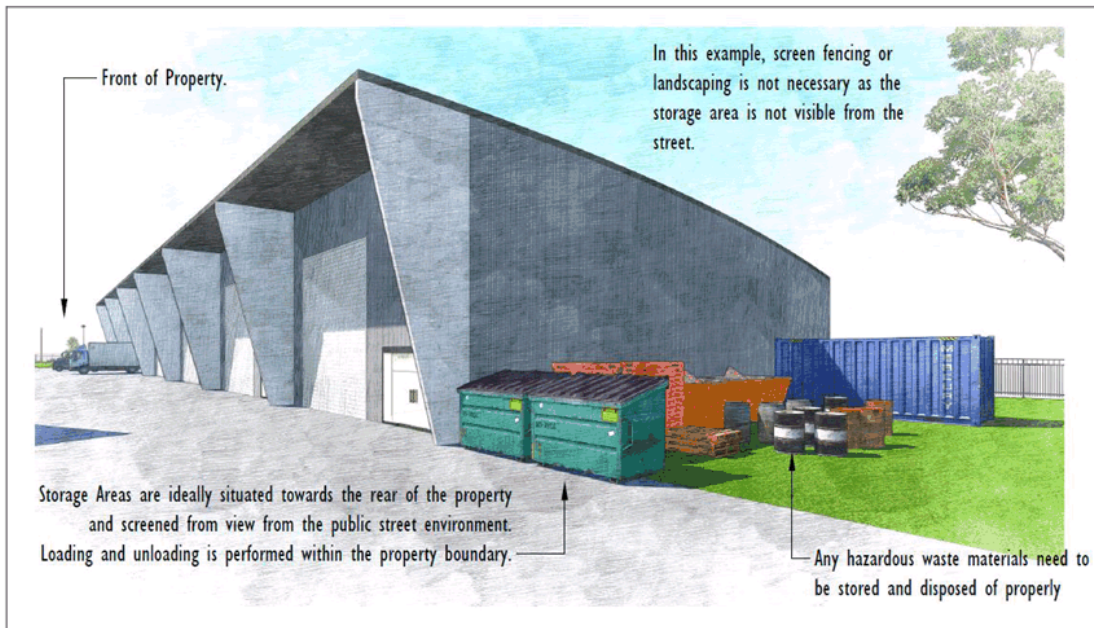 Front of Property.
In this example, screen fencing or
landscaping is not necessary as the
storage area is not visible from the
street.
Storage Areas are ideally situated towards the rear of the property
and screened from view from the public street environment.
Loading and unloading is performed within the property boundary.
Any hazardous waste materials need to
be stored and disposed of properly